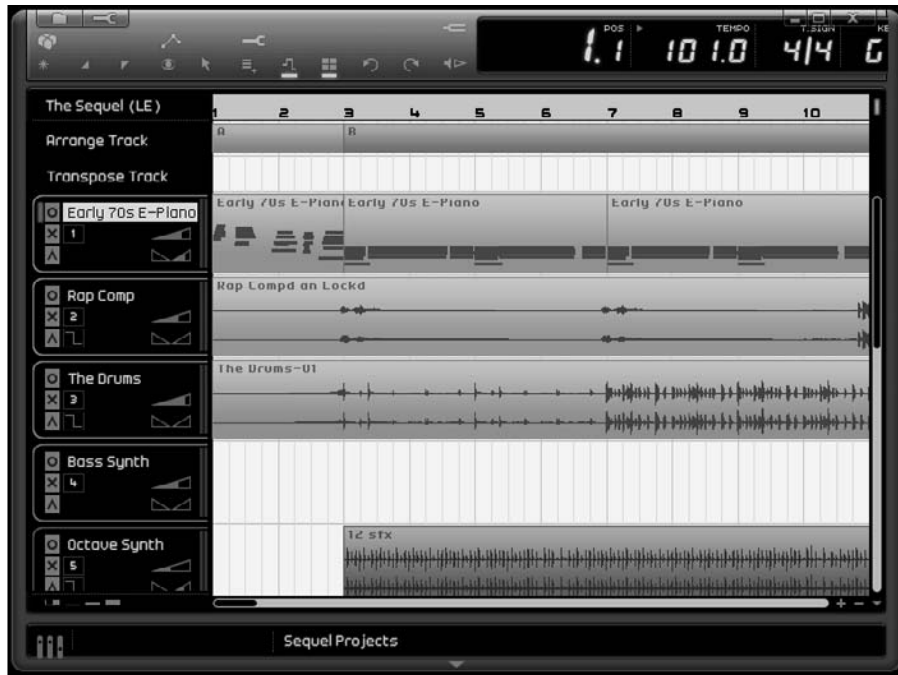 POS TEMPO T.SIGN KE
1. 1 101.0 4/4 G
The Sequel (LE)
1 2 3 4 5 6 7 8 9 10
Arrange Track
A B
Transpose Track
Early 70s E-Piano
1
Early 70s E-Piano Early 70s E-Piano Early 70s E-Piano
Rap Comp
2
Rap Compd an Lockd
The Drums
3
The Drums-01
Bass Synth
4
Octave Synth
5
12 stx
Sequel Projects